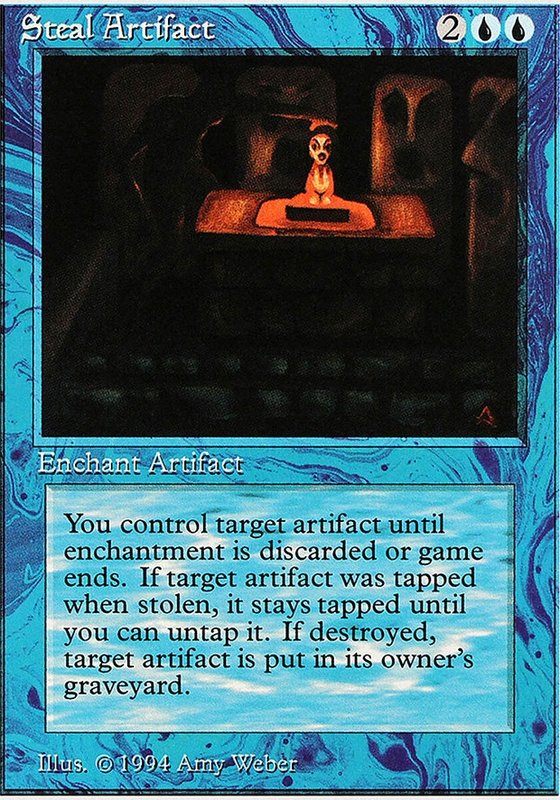 Steal Artifact 2
Enchant Artifact
You control target artifact until
enchantment is discarded or game
ends. If target artifact was tapped
when stolen, it stays tapped until
you can untap it. If destroyed,
target artifact is put in its owner's
graveyard.
Illus. © 1994 Amy Weber